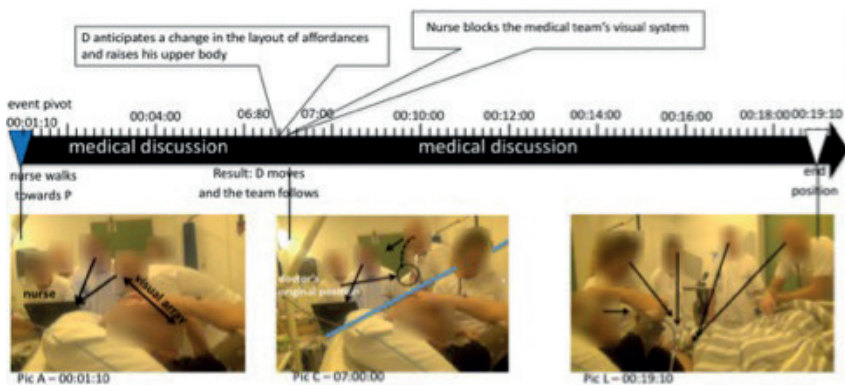 D anticipates a change in the layout of affordances
and raises his upper body
Nurse blocks the medical team's visual system
event pivot
00:01:10
00:04:00
06:80
07:00
00:10:00
00:12:00
00:14:00
00:16:00
00:18:00
00:19:10
medical discussion
medical discussion
nurse walks
towards P
Result: D moves
and the team follows
end
position
nurse
visual array
doctor's
original position
Pic A – 00:01:10
Pic C – 07:00:00
Pic L – 00:19:10